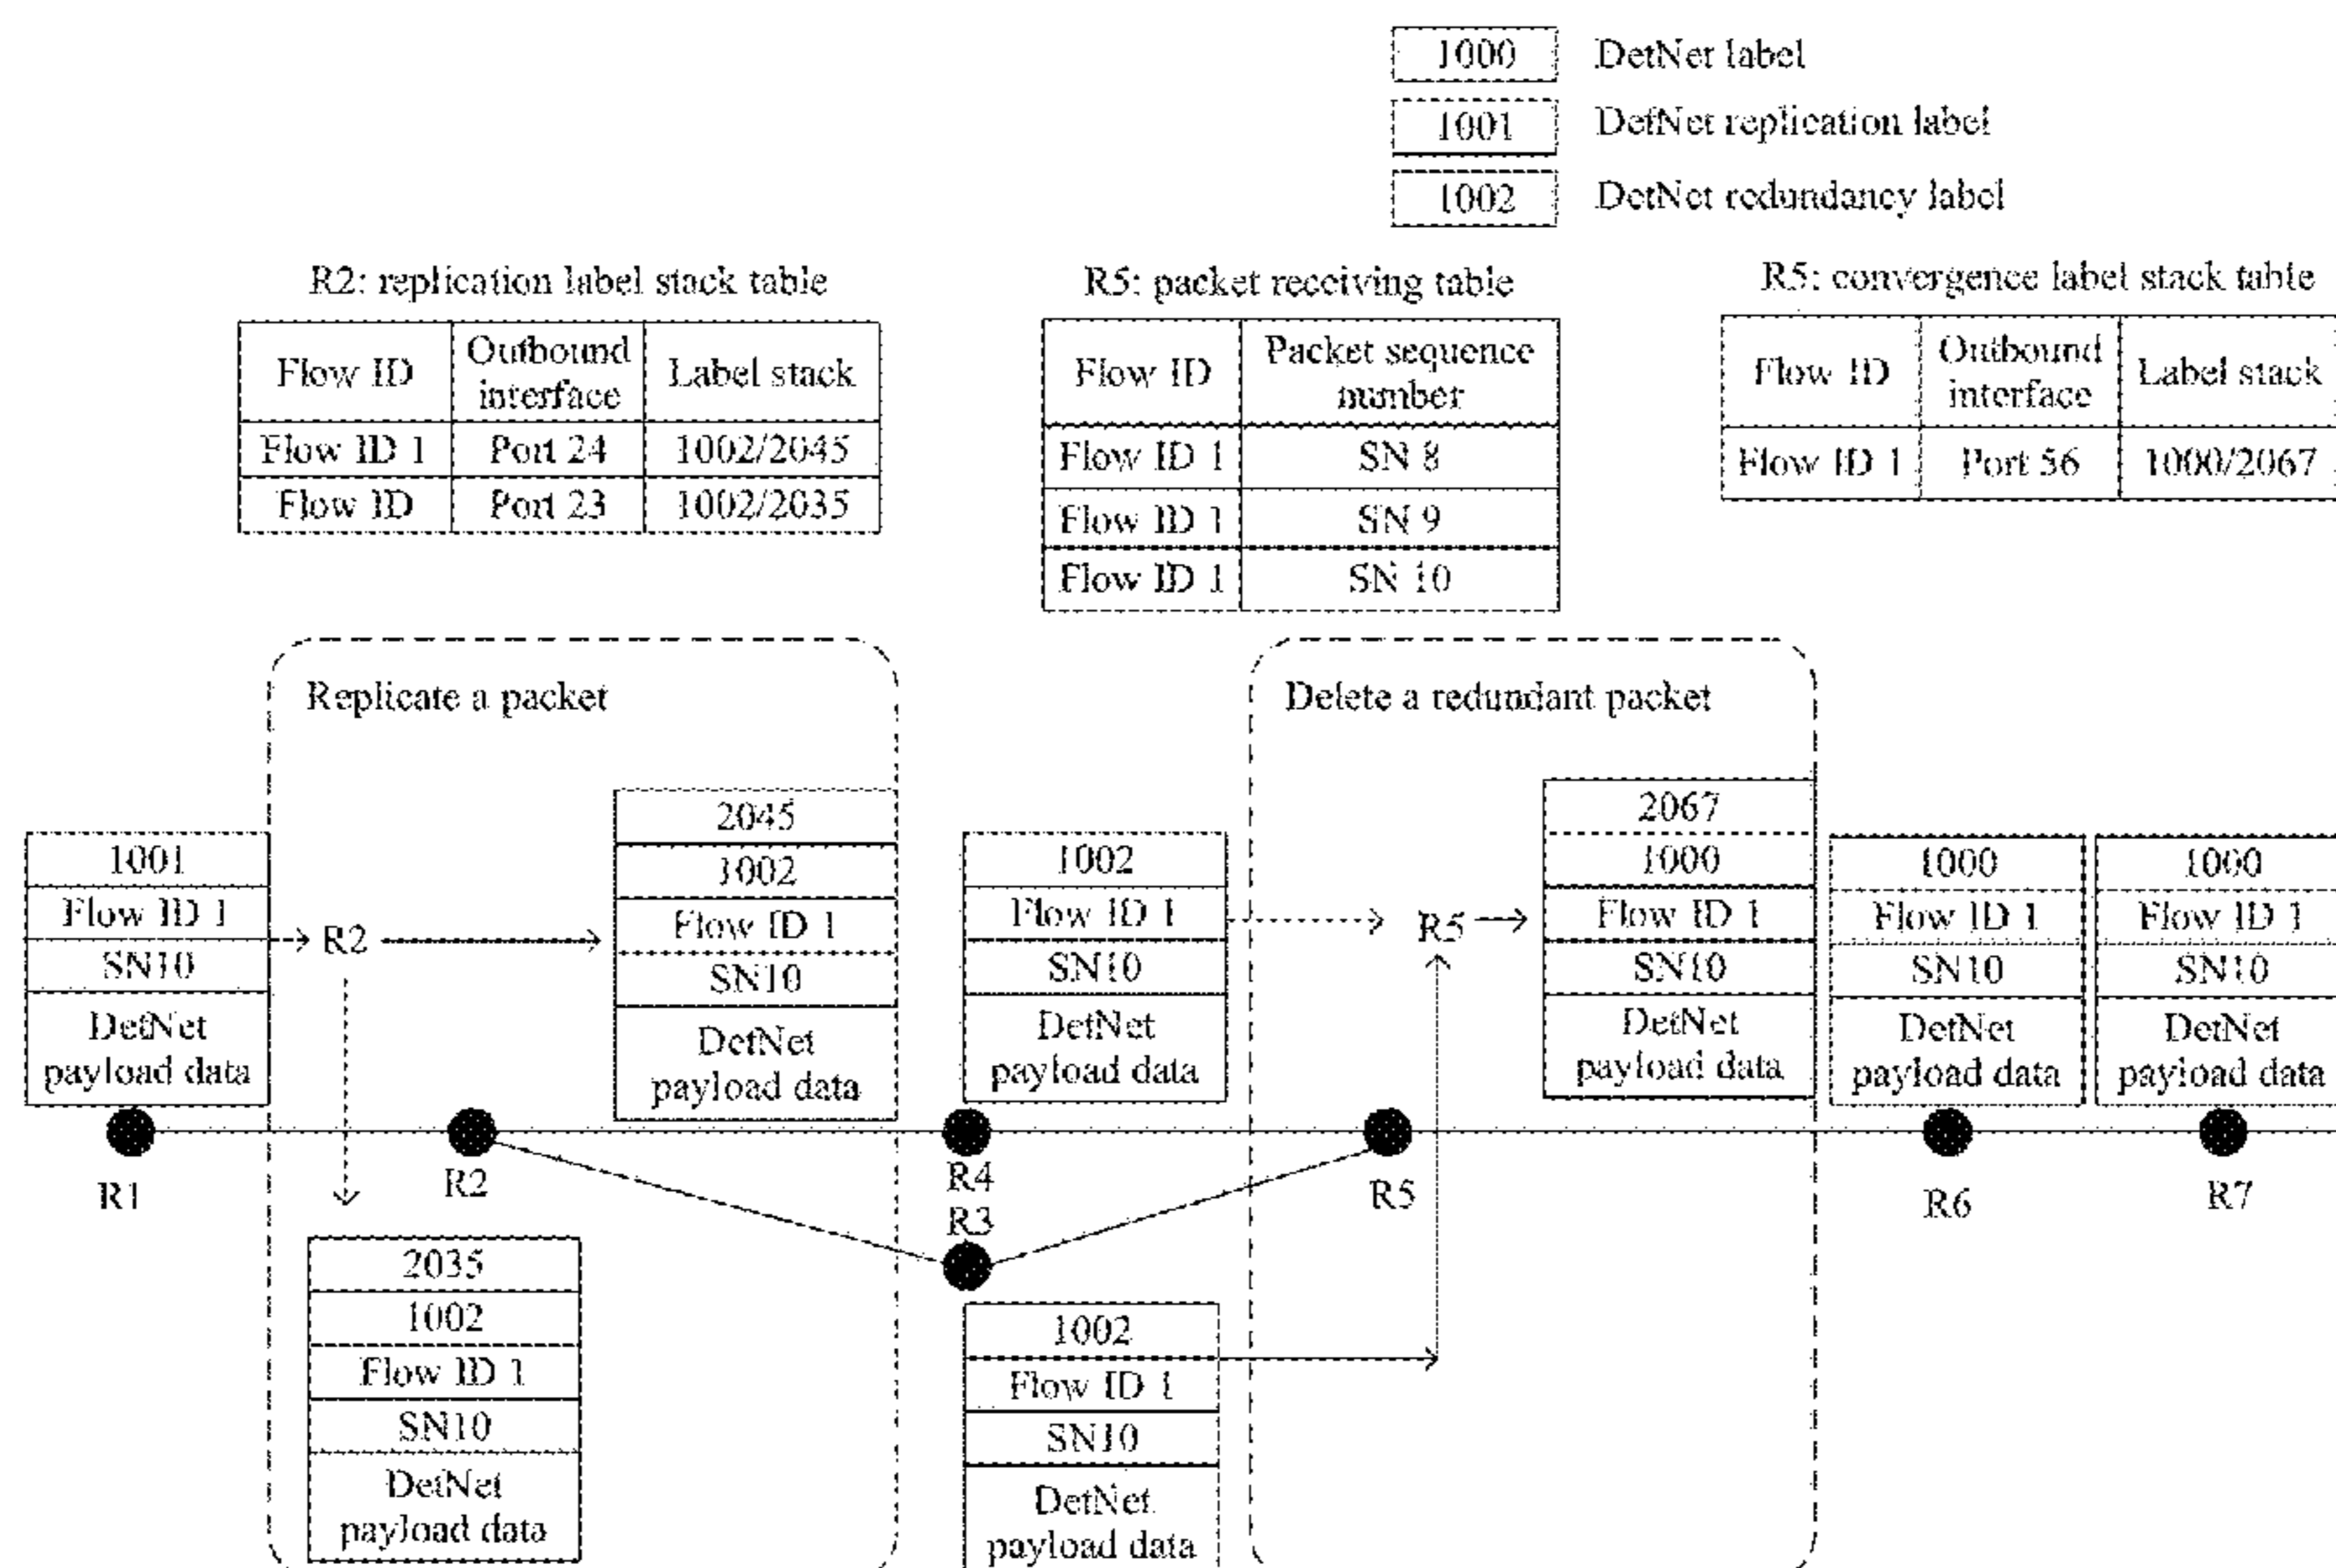 1000 DetNet label
1001 DetNet replication label
1002 DetNet redundancy label
R2: replication label stack table
Flow ID Outbound interface Label stack
Flow ID 1 Port 24 1002/2045
Flow ID Port 23 1002/2035
R5: packet receiving table
Flow ID Packet sequence number
Flow ID 1 SN 8
Flow ID 1 SN 9
Flow ID 1 SN 10
R5: convergence label stack table
Flow ID Outbound interface Label stack
Flow ID 1 Port 56 1000/2067
Replicate a packet
Delete a redundant packet
1001
Flow ID 1
SN10
DetNet
payload data
R2
2045
1002
Flow ID 1
SN10
DetNet
payload data
1002
Flow ID 1
SN10
DetNet
payload data
R5
2067
1000
Flow ID 1
SN10
DetNet
payload data
1000
Flow ID 1
SN10
DetNet
payload data
1000
Flow ID 1
SN10
DetNet
payload data
R1
R2
R4
R3
R5
R6
R7
2035
1002
Flow ID 1
SN10
DetNet
payload data
1002
Flow ID 1
SN10
DetNet
payload data